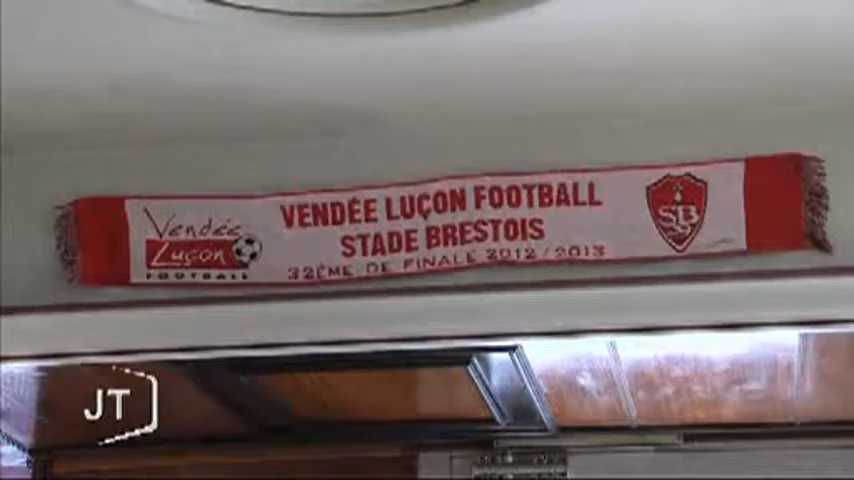 Vendée
Luçon
FOOTBALL
VENDÉE LUÇON FOOTBALL
STADE BRESTOIS
32ÈME DE FINALE 2012/2013
SB
JT